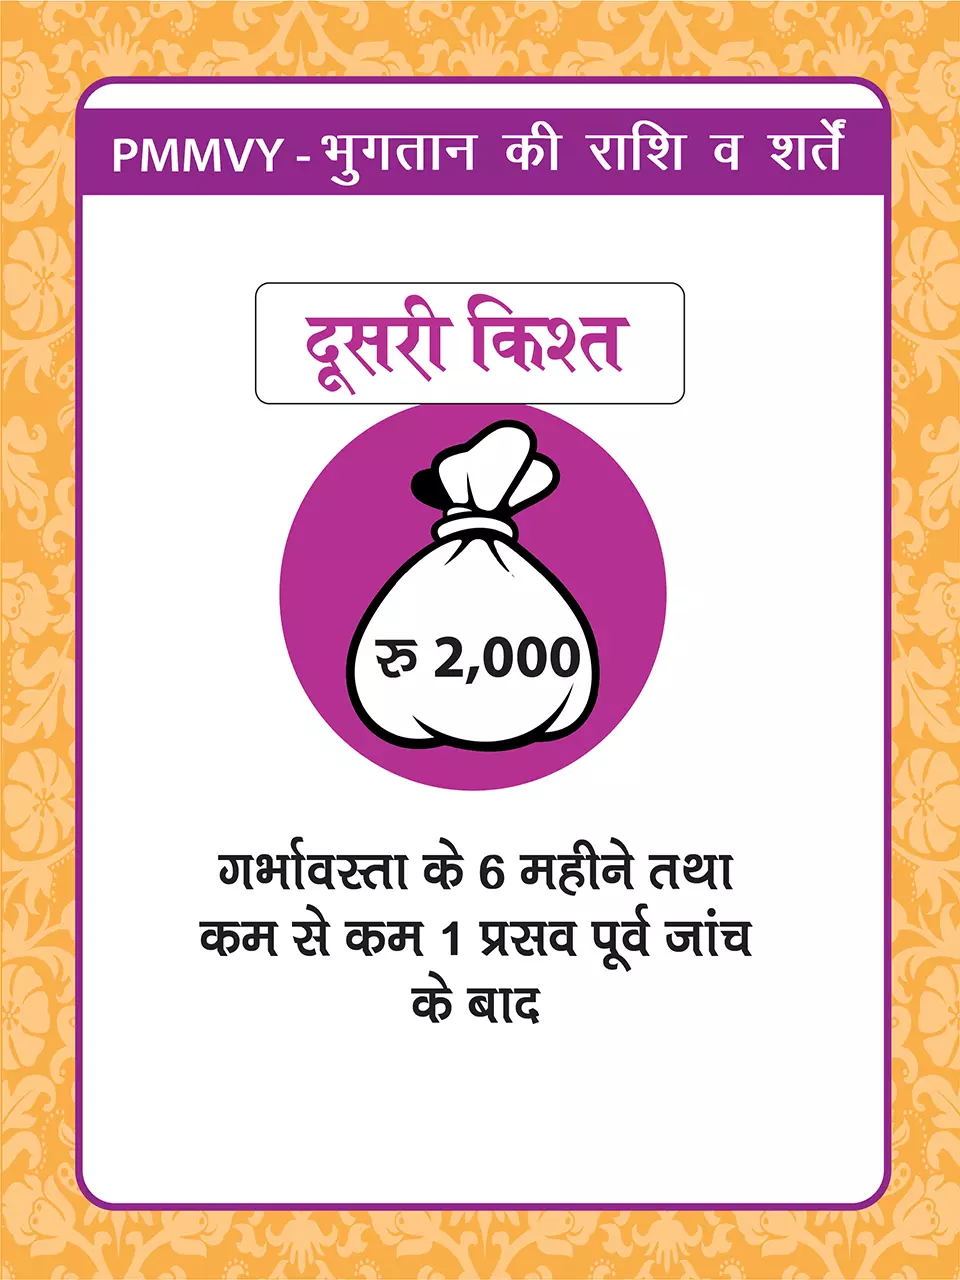 PMMVY - भुगतान की राशि व शर्तें
दूसरी किश्त
रु 2,000
गर्भावस्ता के 6 महीने तथा
कम से कम 1 प्रसव पूर्व जांच
के बाद